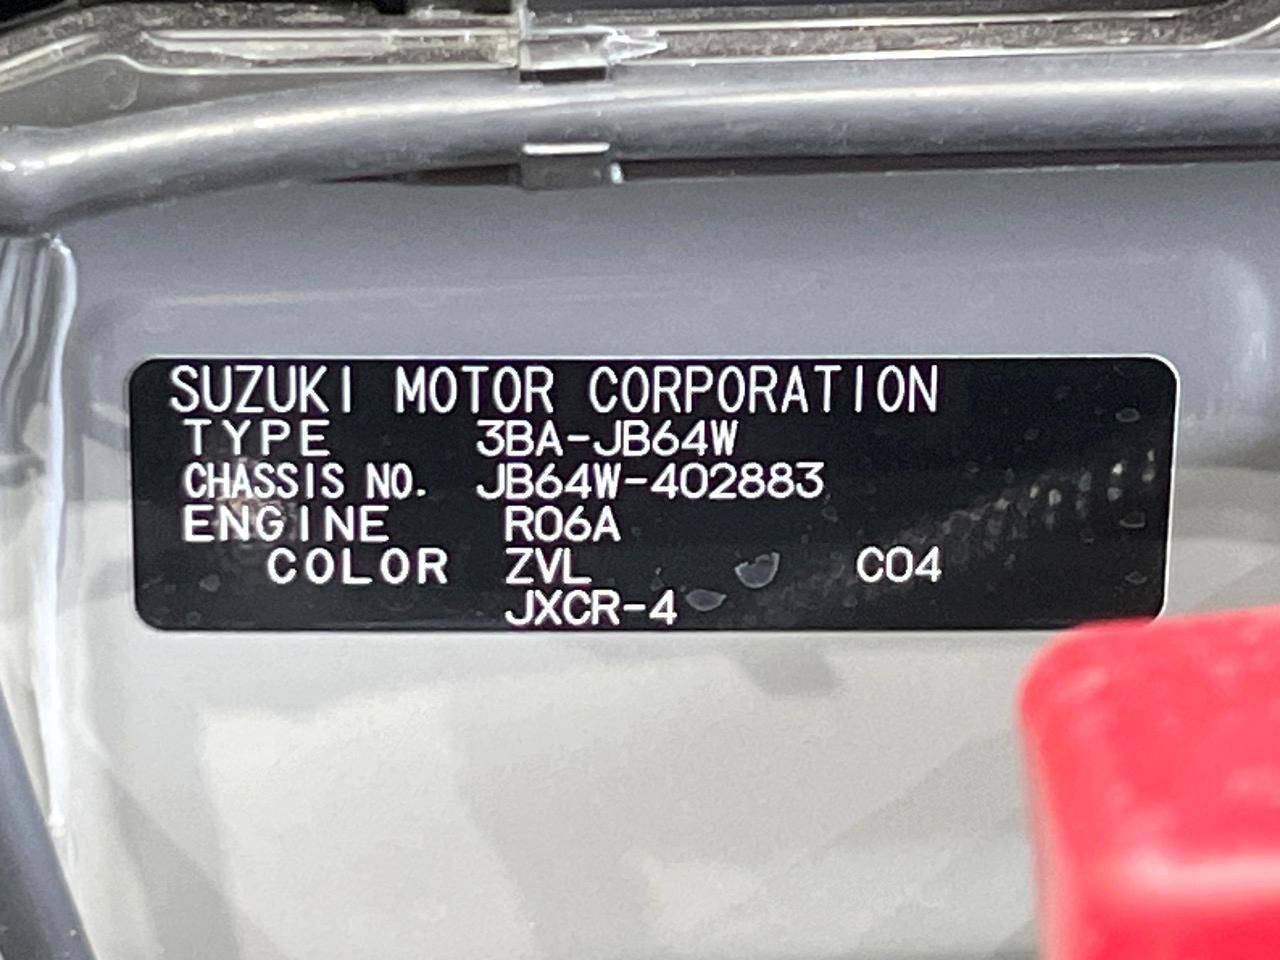 SUZUKI MOTOR CORPORATION
TYPE 3BA-JB64W
CHASSIS NO. JB64W-402883
ENGINE R06A
COLOR ZVL C04
JXCR-4